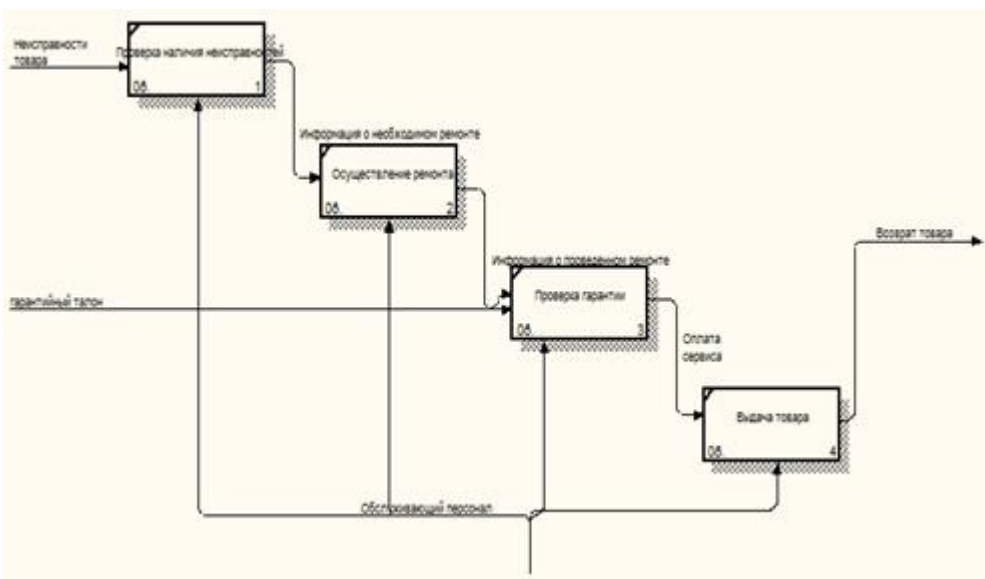 Неисправности
товара
Проверка наличия неисправностей
0б.
1
Информация о необходимом ремонте
Осуществление ремонта
0б.
2
Возврат товара
Информация о проведенном ремонте
гарантийный талон
Проверка гарантии
0б.
3
Оплата
сервиса
Выдача товара
0б.
4
Обслуживающий персонал